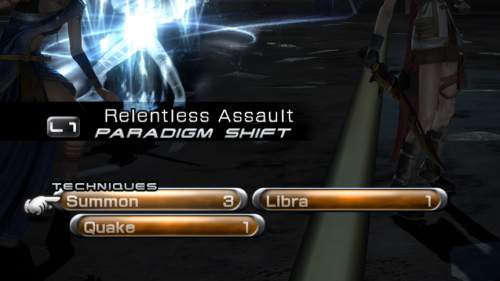 Relentless Assault
L1 PARADIGM SHIFT
TECHNIQUES
Summon 3 Libra 1
Quake 1